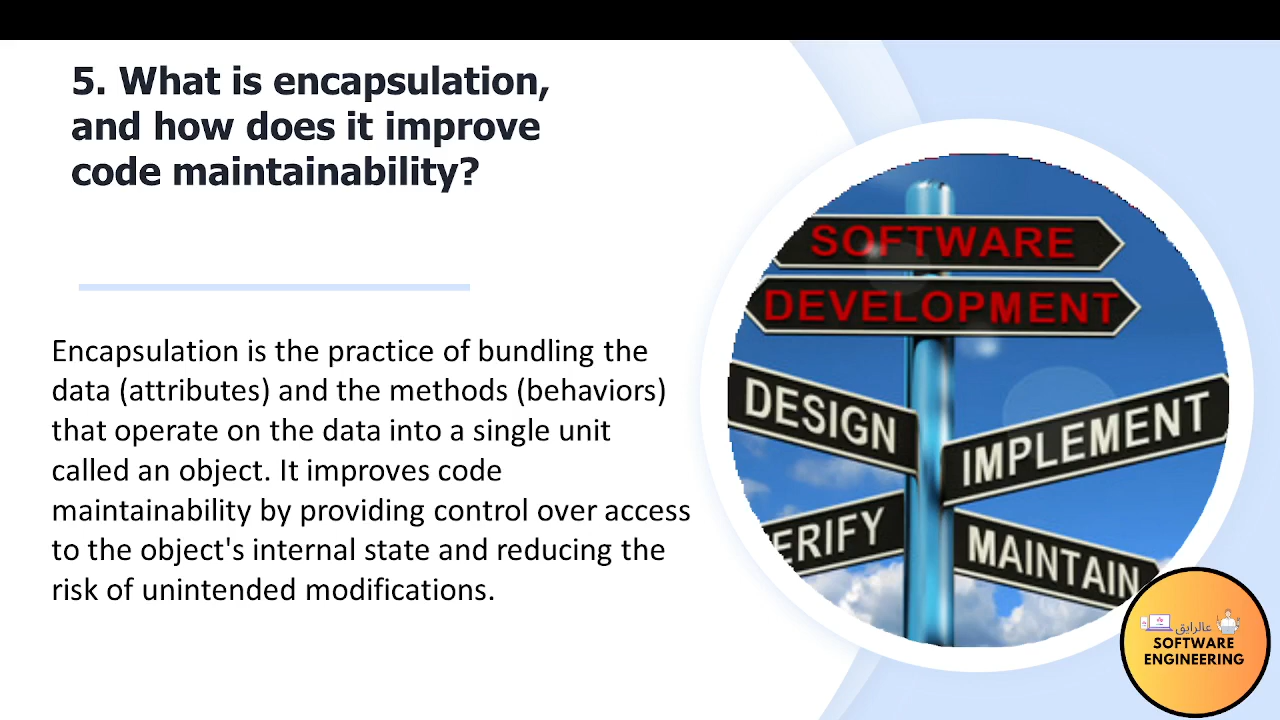 5. What is encapsulation,
and how does it improve
code maintainability?
Encapsulation is the practice of bundling the
data (attributes) and the methods (behaviors)
that operate on the data into a single unit
called an object. It improves code
maintainability by providing control over access
to the object's internal state and reducing the
risk of unintended modifications.
SOFTWARE
DEVELOPMENT
DESIGN
IMPLEMENT
ERIFY
MAINTAIN
عالرايق
SOFTWARE
ENGINEERING